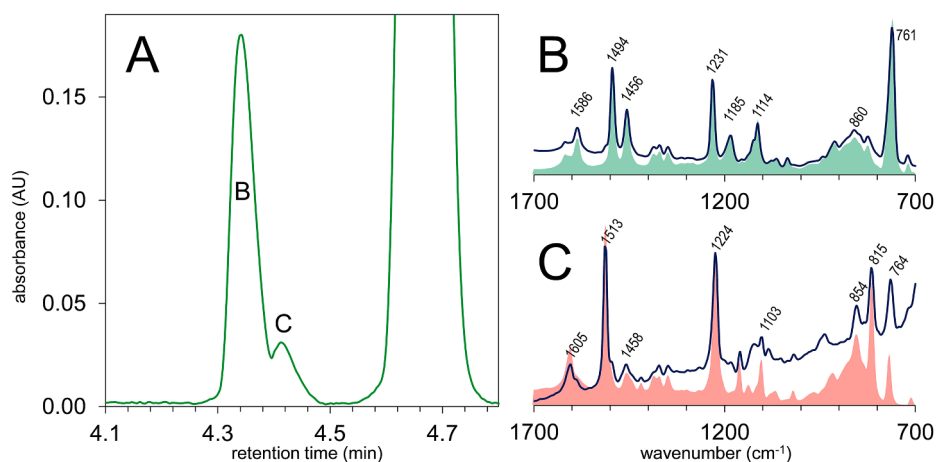 A
0.15
0.10
0.05
0.00
absorbance (AU)
B
C
4.1 4.3 4.5 4.7
retention time (min)
B
1586
1494
1456
1231
1185
1114
860
761
1700 1200 700
C
1605
1513
1458
1224
1103
854
815
764
1700 1200 700
wavenumber (cm⁻¹)